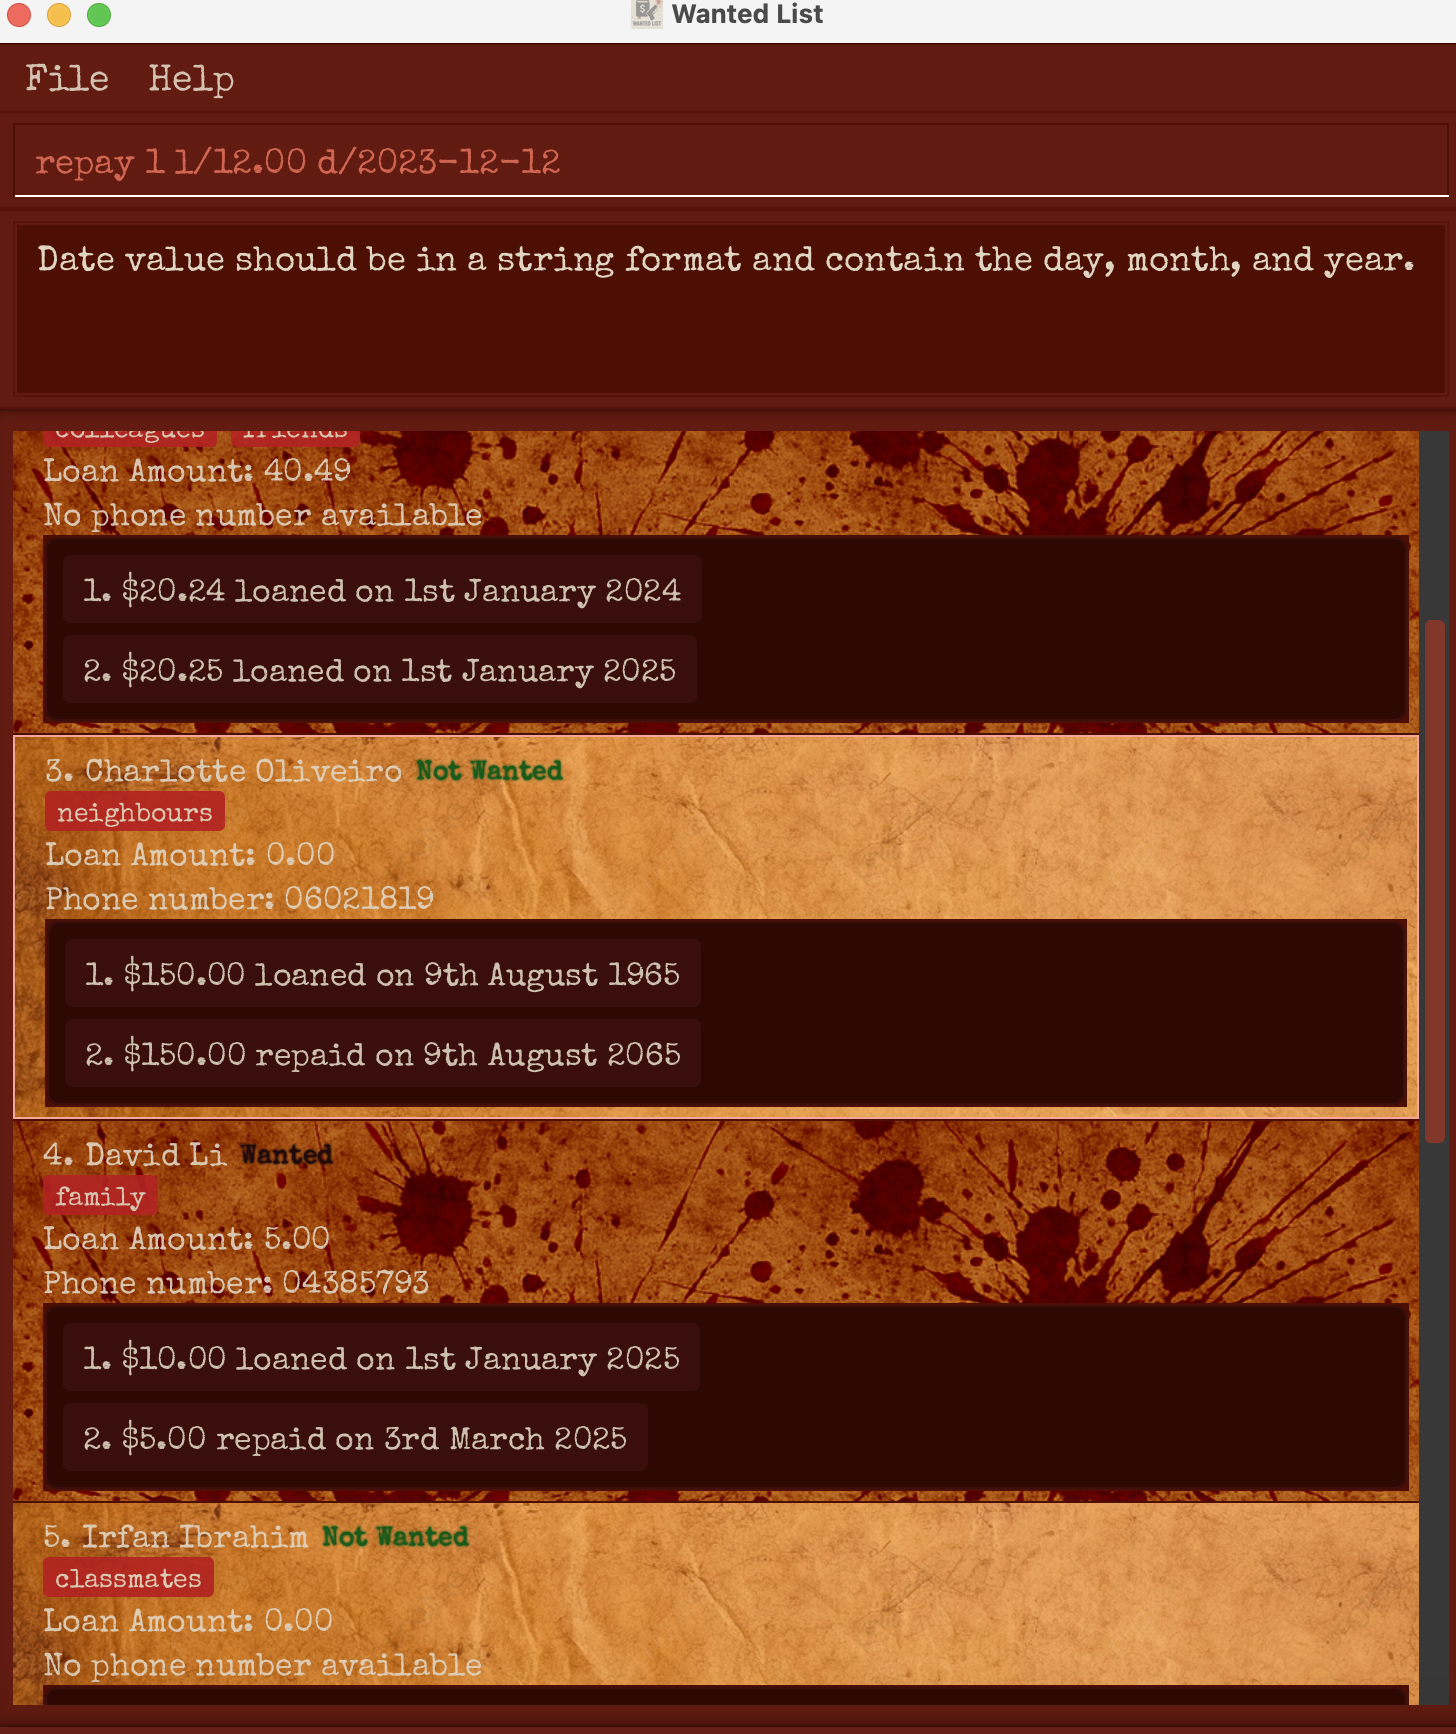 Wanted List
File Help
repay 1 l/12.00 d/2023-12-12
Date value should be in a string format and contain the day, month, and year.
colleagues friends
Loan Amount: 40.49
No phone number available
1. $20.24 loaned on 1st January 2024
2. $20.25 loaned on 1st January 2025
3. Charlotte Oliveiro Not Wanted
neighbours
Loan Amount: 0.00
Phone number: 06021819
1. $150.00 loaned on 9th August 1965
2. $150.00 repaid on 9th August 2065
4. David Li Wanted
family
Loan Amount: 5.00
Phone number: 04385793
1. $10.00 loaned on 1st January 2025
2. $5.00 repaid on 3rd March 2025
5. Irfan Ibrahim Not Wanted
classmates
Loan Amount: 0.00
No phone number available